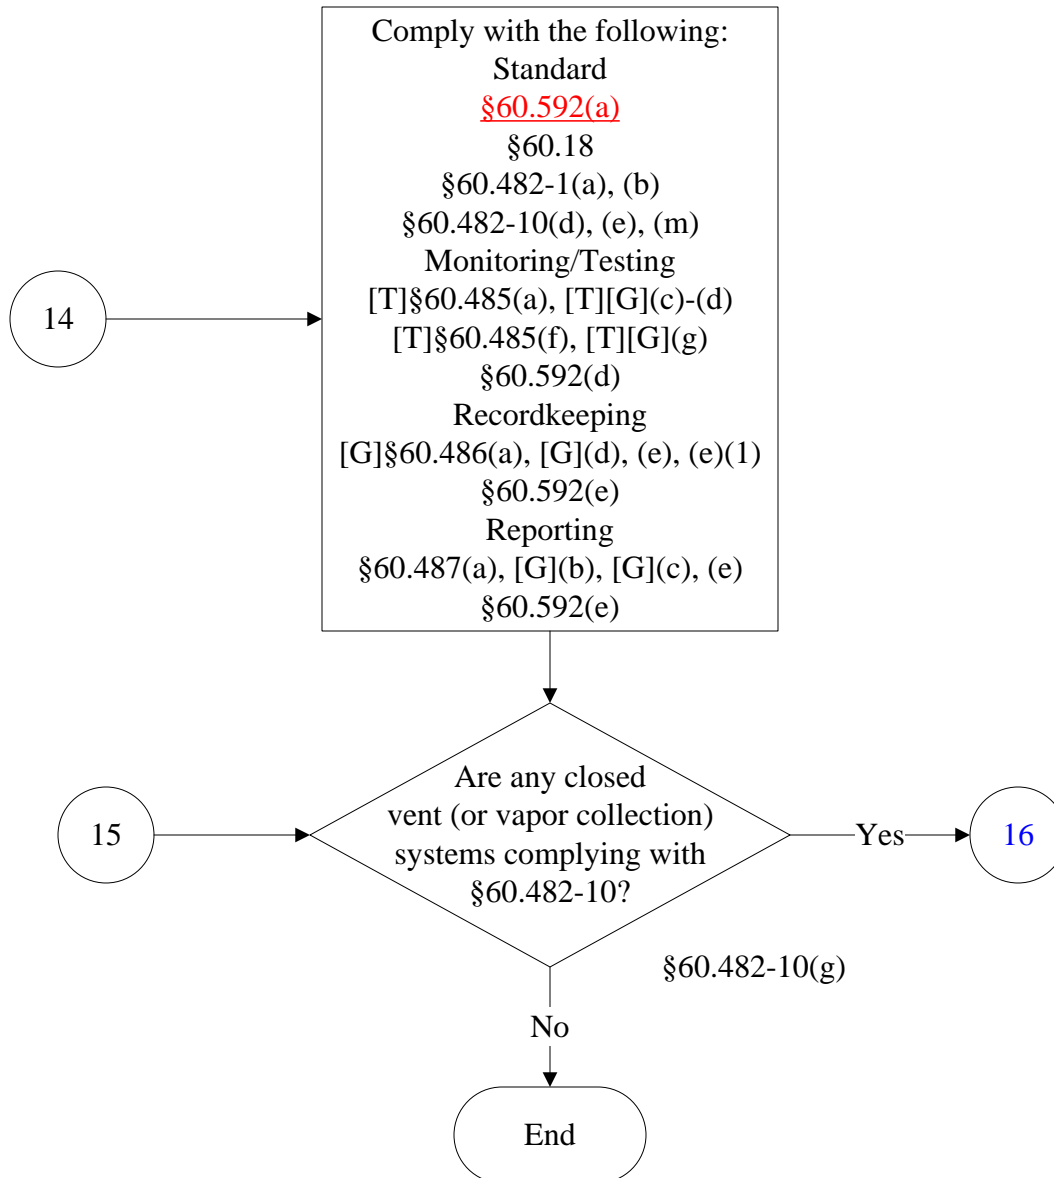 Comply with the following:
Standard
§60.592(a)
§60.18
§60.482-1(a), (b)
§60.482-10(d), (e), (m)
Monitoring/Testing
[T]§60.485(a), [T][G](c)-(d)
[T]§60.485(f), [T][G](g)
§60.592(d)
Recordkeeping
[G]§60.486(a), [G](d), (e), (e)(1)
§60.592(e)
Reporting
§60.487(a), [G](b), [G](c), (e)
§60.592(e)
14
Are any closed
vent (or vapor collection)
systems complying with
§60.482-10?
15
Yes
16
§60.482-10(g)
No
End